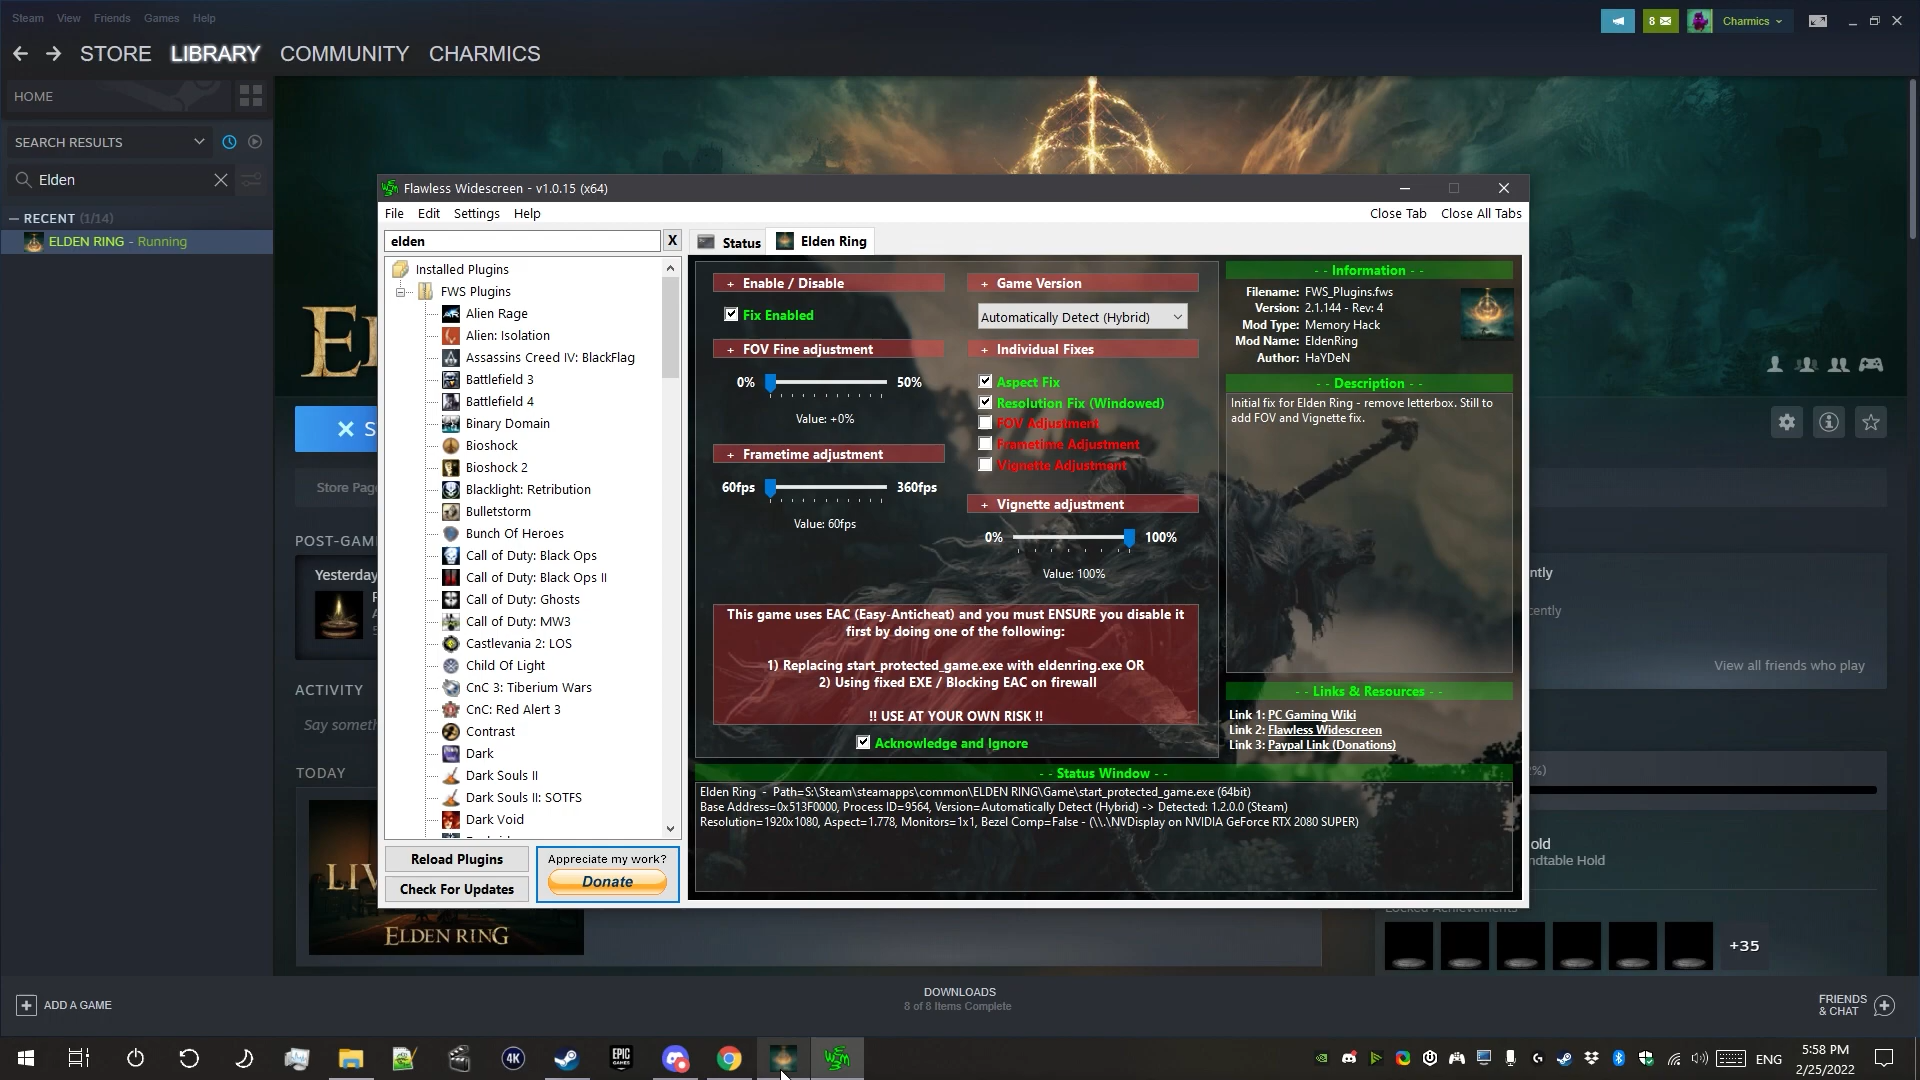 Steam View Friends Games Help
8
Charmics
STORE LIBRARY COMMUNITY CHARMICS
HOME
SEARCH RESULTS
Elden
RECENT (1/14)
ELDEN RING - Running
Flawless Widescreen - v1.0.15 (x64)
File Edit Settings Help
Close Tab Close All Tabs
elden
X
Status
Elden Ring
Installed Plugins
FWS Plugins
Alien Rage
Alien: Isolation
Assassins Creed IV: BlackFlag
Battlefield 3
Battlefield 4
Binary Domain
Bioshock
Bioshock 2
Blacklight: Retribution
Bulletstorm
Bunch Of Heroes
Call of Duty: Black Ops
Call of Duty: Black Ops II
Call of Duty: Ghosts
Call of Duty: MW3
Castlevania 2: LOS
Child Of Light
CnC 3: Tiberium Wars
CnC: Red Alert 3
Contrast
Dark
Dark Souls II
Dark Souls II: SOTFS
Dark Void
Reload Plugins
Check For Updates
Appreciate my work?
Donate
+ Enable / Disable
Fix Enabled
+ FOV Fine adjustment
0% 50%
Value: +0%
+ Frametime adjustment
60fps 360fps
Value: 60fps
+ Game Version
Automatically Detect (Hybrid)
+ Individual Fixes
Aspect Fix
Resolution Fix (Windowed)
FOV Adjustment
Frametime Adjustment
Vignette Adjustment
+ Vignette adjustment
0% 100%
Value: 100%
This game uses EAC (Easy-Anticheat) and you must ENSURE you disable it
first by doing one of the following:
1) Replacing start_protected_game.exe with eldenring.exe OR
2) Using fixed EXE / Blocking EAC on firewall
!! USE AT YOUR OWN RISK !!
Acknowledge and Ignore
- - Information - -
Filename: FWS_Plugins.fws
Version: 2.1.144 - Rev: 4
Mod Type: Memory Hack
Mod Name: EldenRing
Author: HaYDeN
- - Description - -
Initial fix for Elden Ring - remove letterbox. Still to
add FOV and Vignette fix.
- - Links & Resources - -
Link 1: PC Gaming Wiki
Link 2: Flawless Widescreen
Link 3: Paypal Link (Donations)
- - Status Window - -
Elden Ring - Path=S:\Steam\steamapps\common\ELDEN RING\Game\start_protected_game.exe (64bit)
Base Address=0x513F0000, Process ID=9564, Version=Automatically Detect (Hybrid) -> Detected: 1.2.0.0 (Steam)
Resolution=1920x1080, Aspect=1.778, Monitors=1x1, Bezel Comp=False - (\\.\NVDisplay on NVIDIA GeForce RTX 2080 SUPER)
El
S
Store Page
POST-GAM
Yesterday
ACTIVITY
Say someth
TODAY
LIV
ELDEN RING
ntly
cently
View all friends who play
%)
old
ndtable Hold
Locked Achievements
+35
ADD A GAME
DOWNLOADS
8 of 8 Items Complete
FRIENDS
& CHAT
4K
EPIC
GAMES
ENG
5:58 PM
2/25/2022